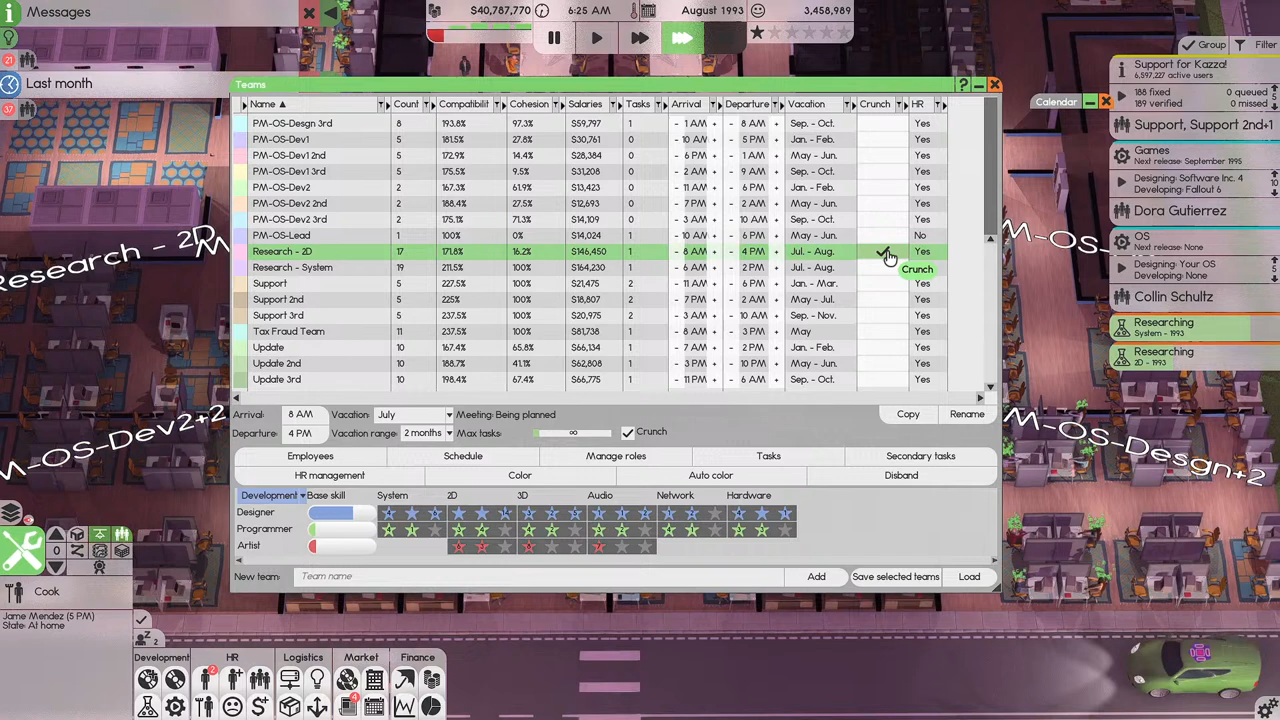 Messages
$40,787,770
6:25 AM
August 1993
3,458,989
21
Last month
37
Group
Filter
Support for Kazza!
6,597,227 active users
188 fixed 0 queued
189 verified 0 missed
Calendar
Support, Support 2nd+1
Games
Next release: September 1995
Designing: Software Inc. 4
Developing: Fallout 6
10
Dora Gutierrez
OS
Next release: None
Designing: Your OS
Developing: None
Collin Schultz
Researching
System - 1993
Researching
2D - 1993
Teams
?
Name Count Compatibilit Cohesion Salaries Tasks Arrival Departure Vacation Crunch HR
PM-OS-Desgn 3rd 8 193.8% 97.3% $59,797 1 - 1 AM + - 8 AM + Sep. - Oct. Yes
PM-OS-Dev1 5 181.5% 27.8% $30,761 0 - 10 AM + - 5 PM + Jan. - Feb. Yes
PM-OS-Dev1 2nd 5 172.9% 14.4% $28,384 0 - 6 PM + - 1 AM + May - Jun. Yes
PM-OS-Dev1 3rd 5 175.5% 9.5% $31,208 0 - 2 AM + - 9 AM + Sep. - Oct. Yes
PM-OS-Dev2 2 167.3% 61.9% $13,423 0 - 11 AM + - 6 PM + Jan. - Feb. Yes
PM-OS-Dev2 2nd 2 188.4% 27.5% $12,693 0 - 7 PM + - 2 AM + May - Jun. Yes
PM-OS-Dev2 3rd 2 175.1% 71.3% $14,109 0 - 3 AM + - 10 AM + Sep. - Oct. Yes
PM-OS-Lead 1 100% 0% $14,024 1 - 10 AM + - 6 PM + May - Jun. No
Research - 2D 17 171.8% 16.2% $146,450 1 - 8 AM + - 4 PM + Jul. - Aug. Yes
Research - System 19 211.5% 100% $164,230 1 - 6 AM + - 2 PM + Jul. - Aug. Yes
Support 5 227.5% 100% $21,475 2 - 11 AM + - 6 PM + Jan. - Mar. Yes
Support 2nd 5 225% 100% $18,807 2 - 7 PM + - 2 AM + May - Jul. Yes
Support 3rd 5 237.5% 100% $20,975 2 - 3 AM + - 10 AM + Sep. - Nov. Yes
Tax Fraud Team 11 237.5% 100% $81,738 1 - 8 AM + - 3 PM + May Yes
Update 10 167.4% 65.8% $66,134 1 - 7 AM + - 2 PM + Jan. - Feb. Yes
Update 2nd 10 188.7% 41.1% $62,808 1 - 3 PM + - 10 PM + May - Jun. Yes
Update 3rd 10 198.4% 67.4% $66,775 1 - 11 PM + - 6 AM + Sep. - Oct. Yes
Crunch
Arrival: 8 AM Vacation: July Meeting: Being planned Copy Rename
Departure: 4 PM Vacation range: 2 months Max tasks: ∞ Crunch
Employees Schedule Manage roles Tasks Secondary tasks
HR management Color Auto color Disband
Development Base skill System 2D 3D Audio Network Hardware
Designer
Programmer
Artist
New team: Team name Add Save selected teams Load
Research - 2D
M-OS-Dev2+2
M-OS-Desgn+2
0
Cook
Jame Mendez (5 PM)
State: At home
2
Development HR Logistics Market Finance
2
4